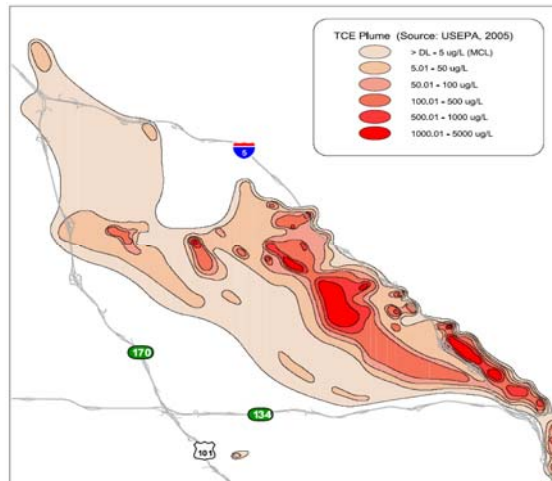 TCE Plume (Source: USEPA, 2005)
> DL - 5 ug/L (MCL)
5.01 - 50 ug/L
50.01 - 100 ug/L
100.01 - 500 ug/L
500.01 - 1000 ug/L
1000.01 - 5000 ug/L
5
170
134
101